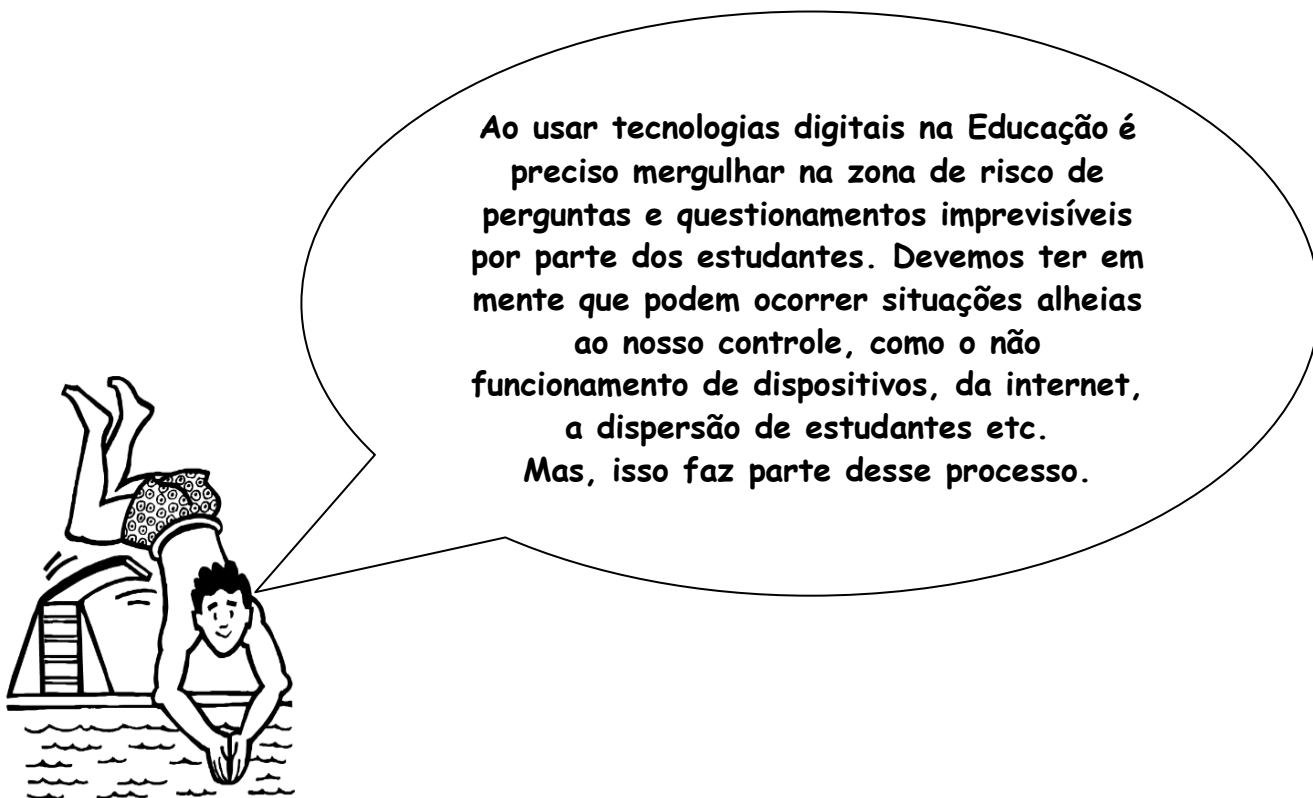 Ao usar tecnologias digitais na Educação é
preciso mergulhar na zona de risco de
perguntas e questionamentos imprevisíveis
por parte dos estudantes. Devemos ter em
mente que podem ocorrer situações alheias
ao nosso controle, como o não
funcionamento de dispositivos, da internet,
a dispersão de estudantes etc.
Mas, isso faz parte desse processo.